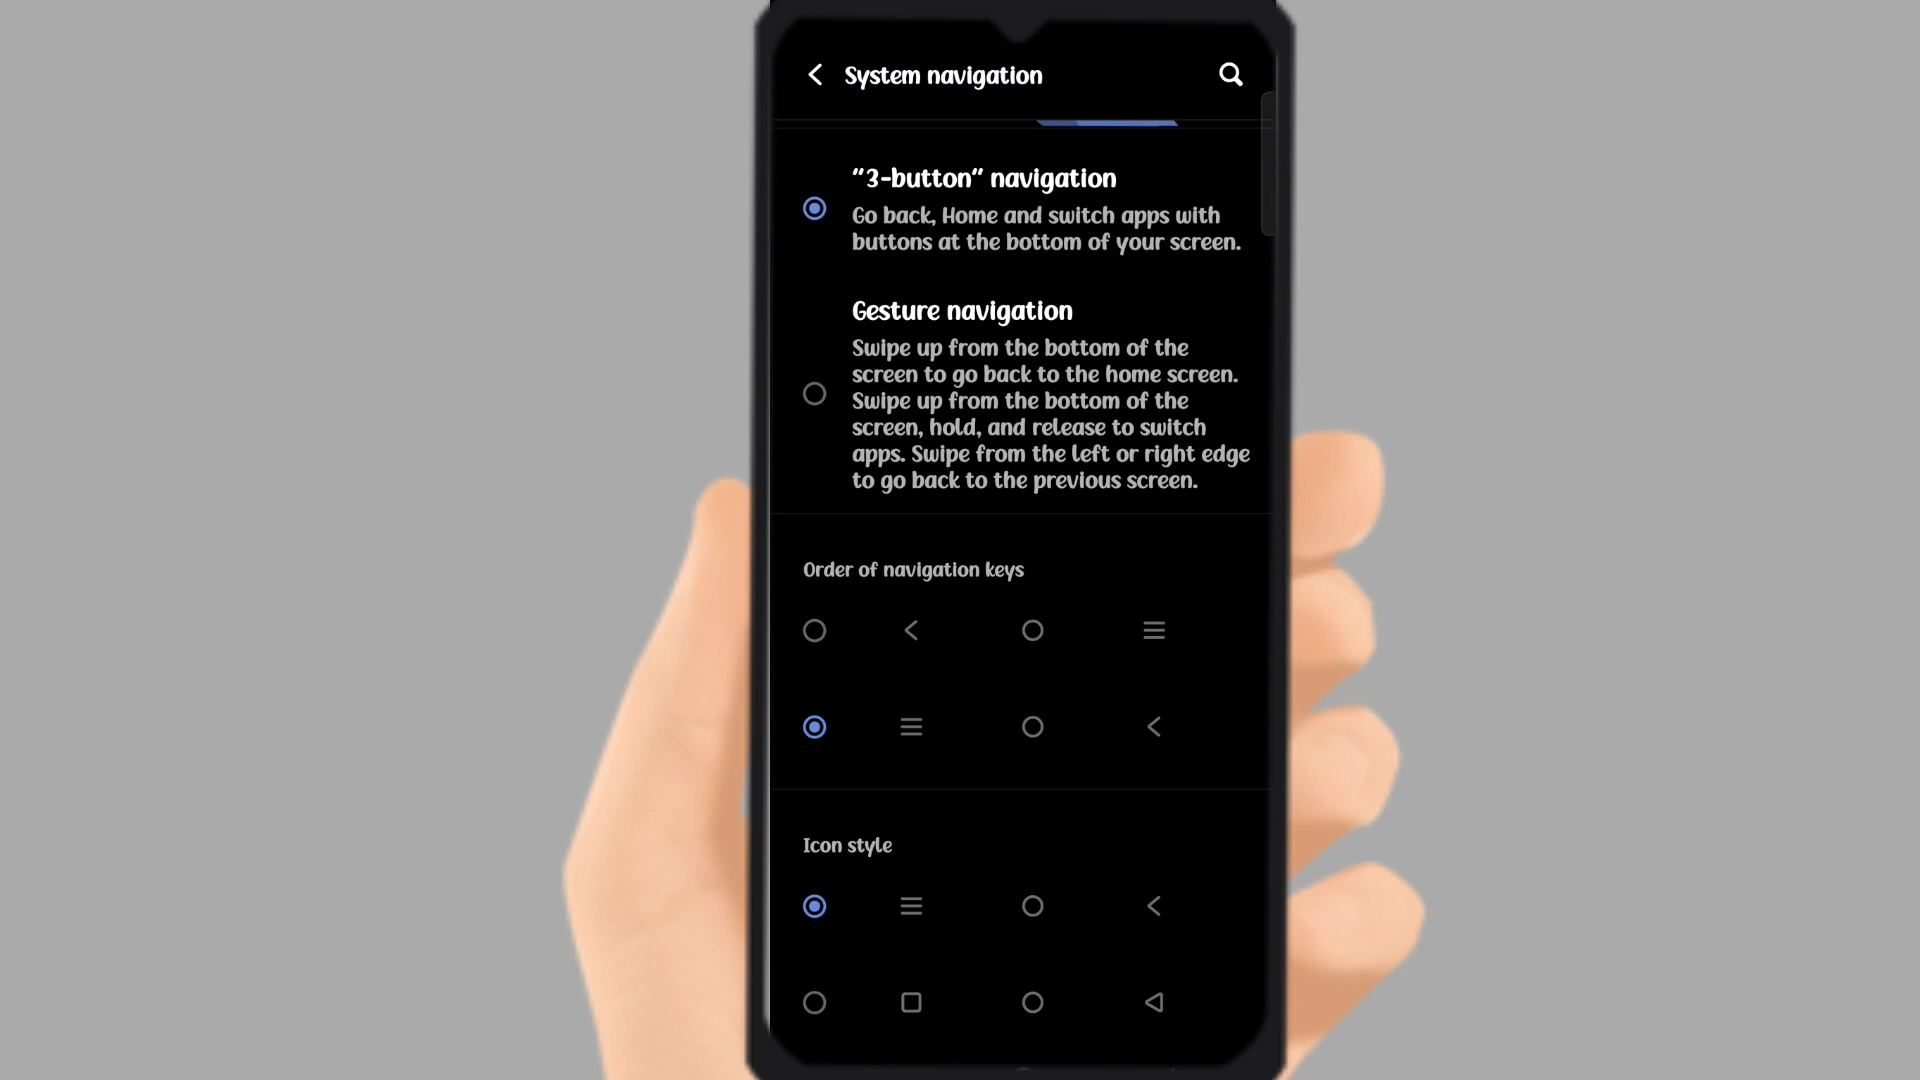 System navigation
"3-button" navigation
Go back, Home and switch apps with
buttons at the bottom of your screen.
Gesture navigation
Swipe up from the bottom of the
screen to go back to the home screen.
Swipe up from the bottom of the
screen, hold, and release to switch
apps. Swipe from the left or right edge
to go back to the previous screen.
Order of navigation keys
Icon style